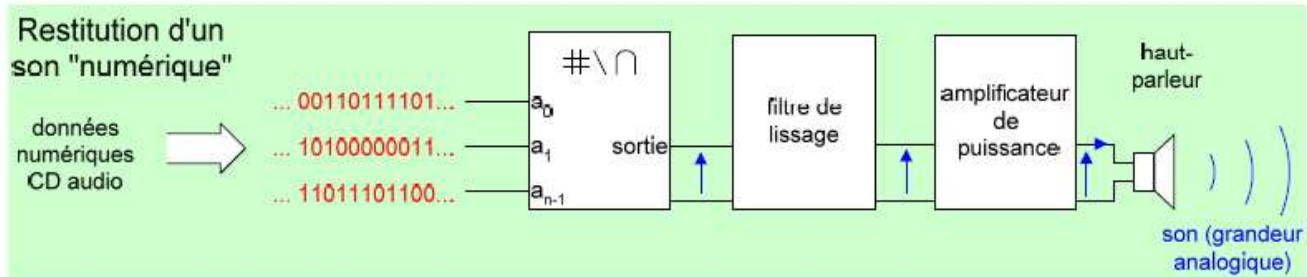 Restitution d'un
son "numérique"
données
numériques
CD audio
... 00110111101...
... 10100000011...
... 11011101100...
#\∩
a0
a1
an-1
sortie
filtre de
lissage
amplificateur
de
puissance
haut-
parleur
son (grandeur
analogique)